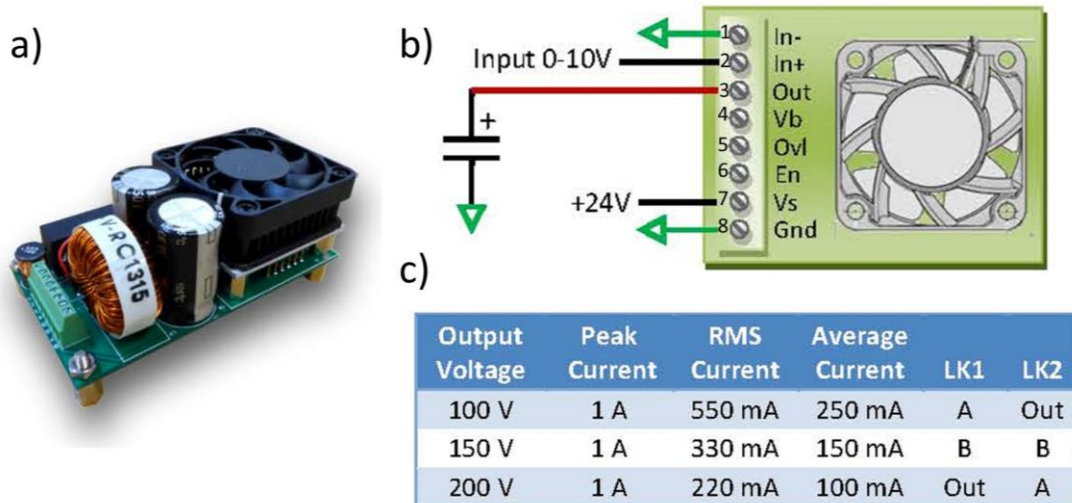 a)
V-RC1315
b)
Input 0-10V
+
+24V
1 In-
2 In+
3 Out
4 Vb
5 Ovl
6 En
7 Vs
8 Gnd
c)
Output Voltage Peak Current RMS Current Average Current LK1 LK2
100 V 1 A 550 mA 250 mA A Out
150 V 1 A 330 mA 150 mA B B
200 V 1 A 220 mA 100 mA Out A